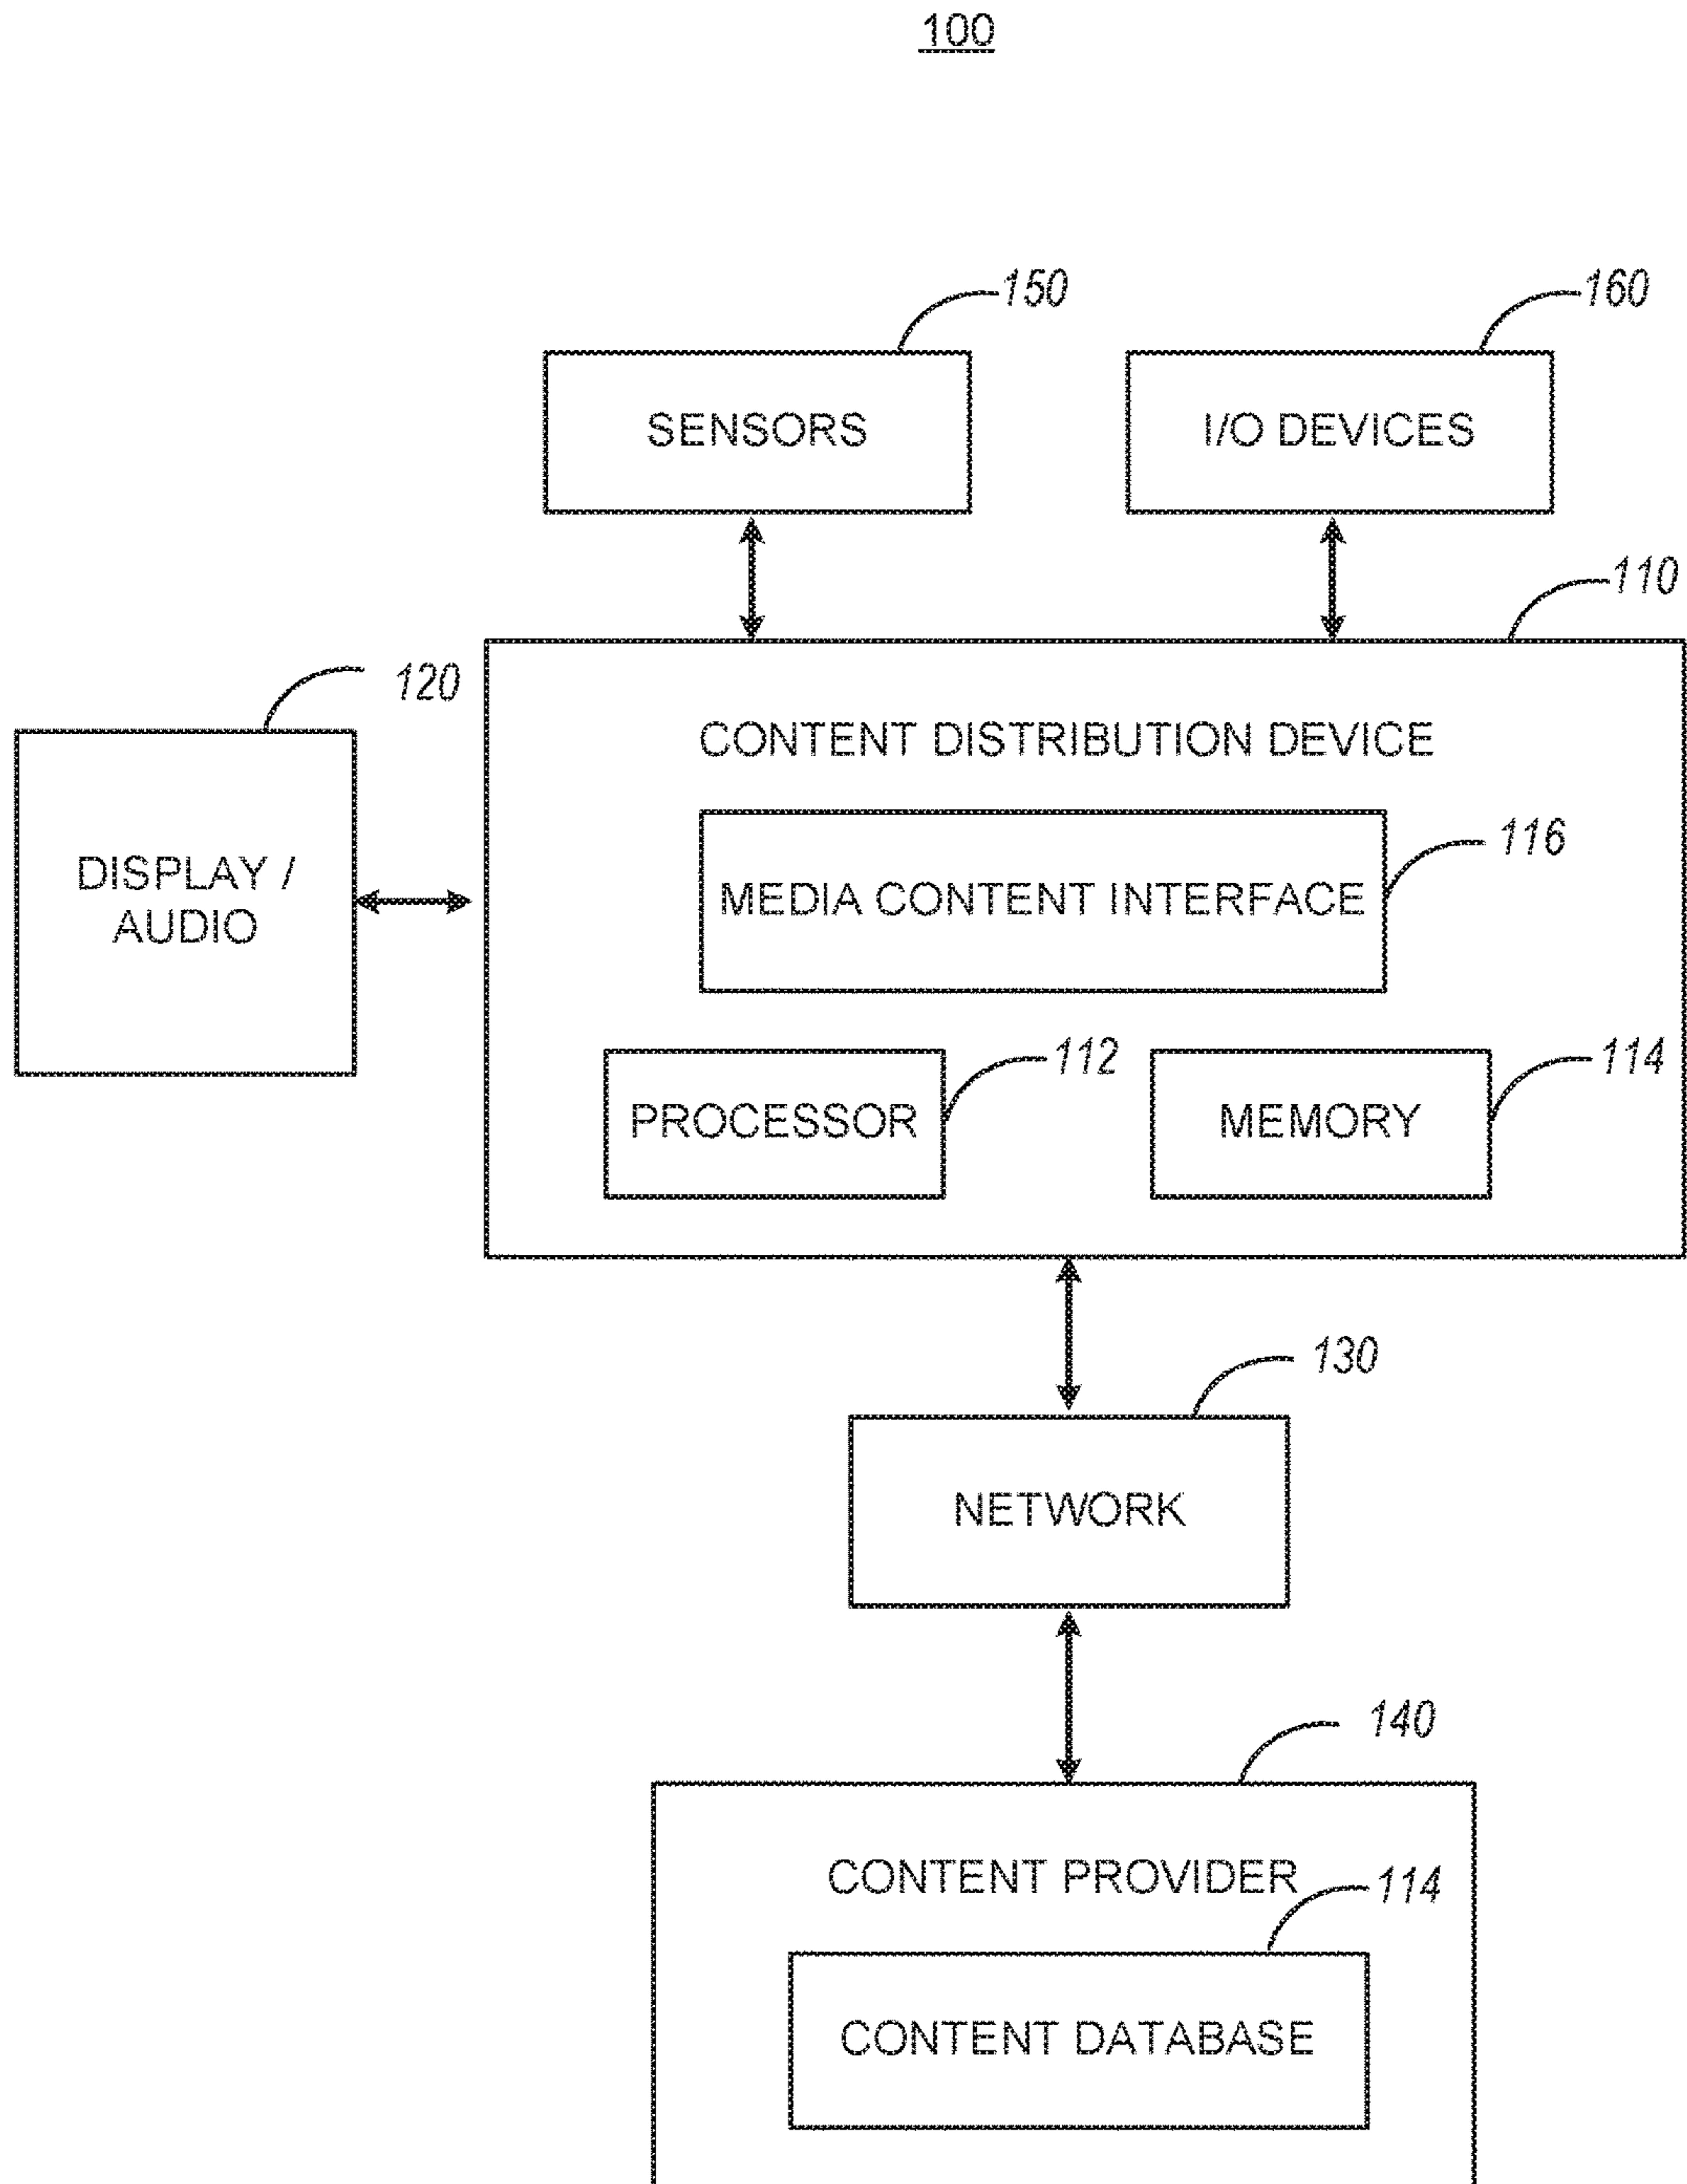 100
150
160
SENSORS
I/O DEVICES
110
120
CONTENT DISTRIBUTION DEVICE
116
DISPLAY /
AUDIO
MEDIA CONTENT INTERFACE
112
114
PROCESSOR
MEMORY
130
NETWORK
140
CONTENT PROVIDER
114
CONTENT DATABASE